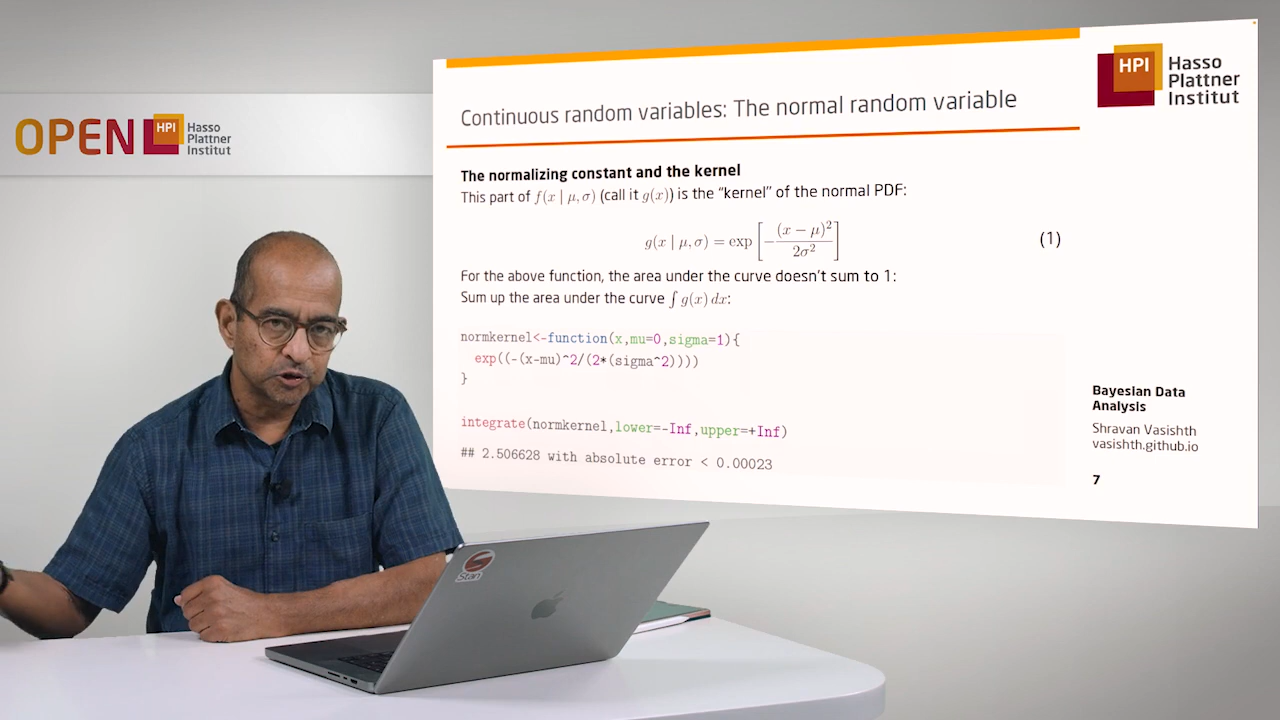 OPEN HPI Hasso
Plattner
Institut
Continuous random variables: The normal random variable
HPI Hasso
Plattner
Institut
The normalizing constant and the kernel
This part of f(x | μ, σ) (call it g(x)) is the “kernel” of the normal PDF:
g(x | μ, σ) = exp [−(x − μ)²/2σ²] (1)
For the above function, the area under the curve doesn't sum to 1:
Sum up the area under the curve ∫ g(x) dx:
normkernel<-function(x,mu=0,sigma=1){
exp((-(x-mu)^2/(2*(sigma^2))))
}
integrate(normkernel,lower=-Inf,upper=+Inf)
## 2.506628 with absolute error < 0.00023
Bayesian Data
Analysis
Shravan Vasishth
vasishth.github.io
7
Stan